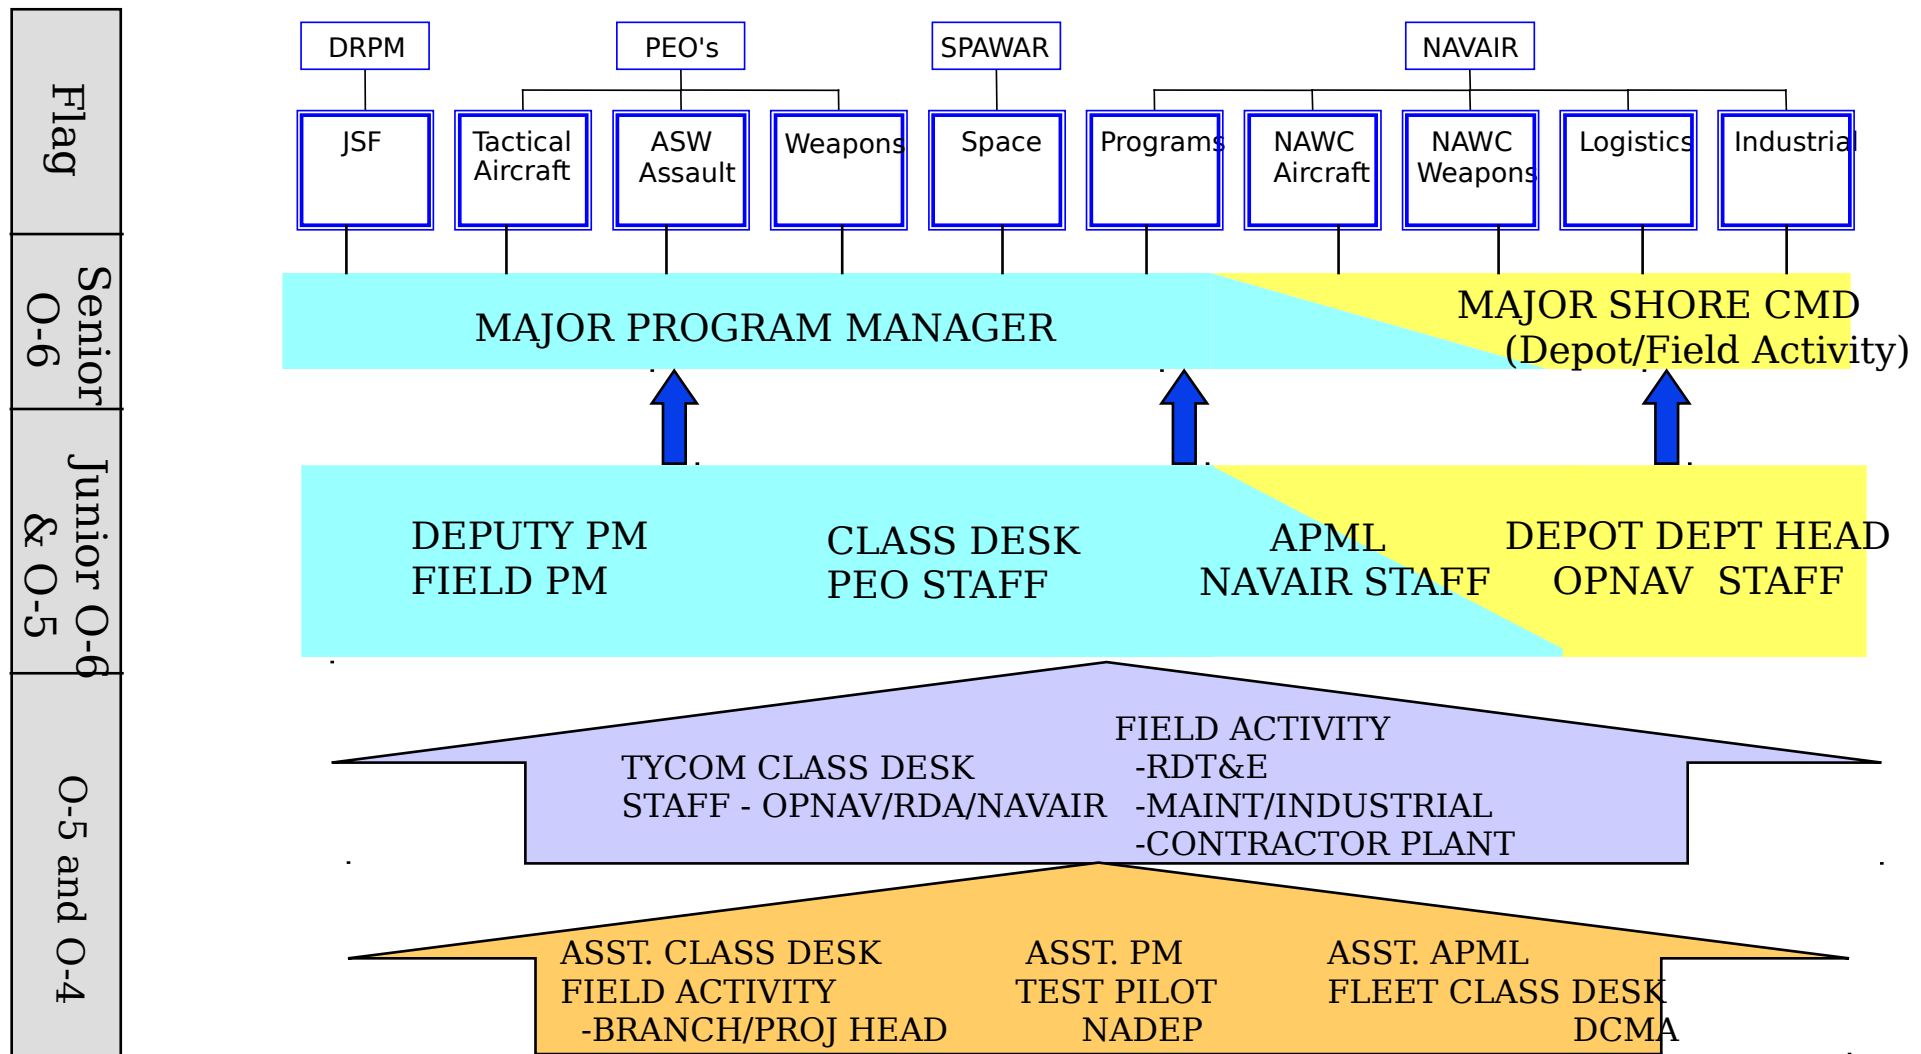 Flag
DRPM
PEO's
SPAWAR
NAVAIR
JSF
Tactical
Aircraft
ASW
Assault
Weapons
Space
Programs
NAWC
Aircraft
NAWC
Weapons
Logistics
Industrial
Senior
O-6
MAJOR PROGRAM MANAGER
MAJOR SHORE CMD
(Depot/Field Activity)
Junior O-6
& O-5
DEPUTY PM
FIELD PM
CLASS DESK
PEO STAFF
APML
NAVAIR STAFF
DEPOT DEPT HEAD
OPNAV  STAFF
O-5 and O-4
TYCOM CLASS DESK
STAFF - OPNAV/RDA/NAVAIR
FIELD ACTIVITY
-RDT&E
-MAINT/INDUSTRIAL
-CONTRACTOR PLANT
ASST. CLASS DESK
FIELD ACTIVITY
-BRANCH/PROJ HEAD
ASST. PM
TEST PILOT
NADEP
ASST. APML
FLEET CLASS DESK
DCMA